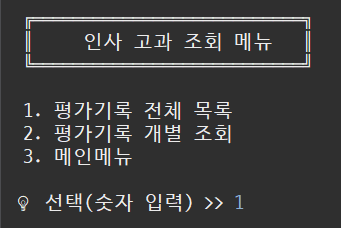 인사 고과 조회 메뉴
1. 평가기록 전체 목록
2. 평가기록 개별 조회
3. 메인메뉴
💡 선택(숫자 입력) >> 1